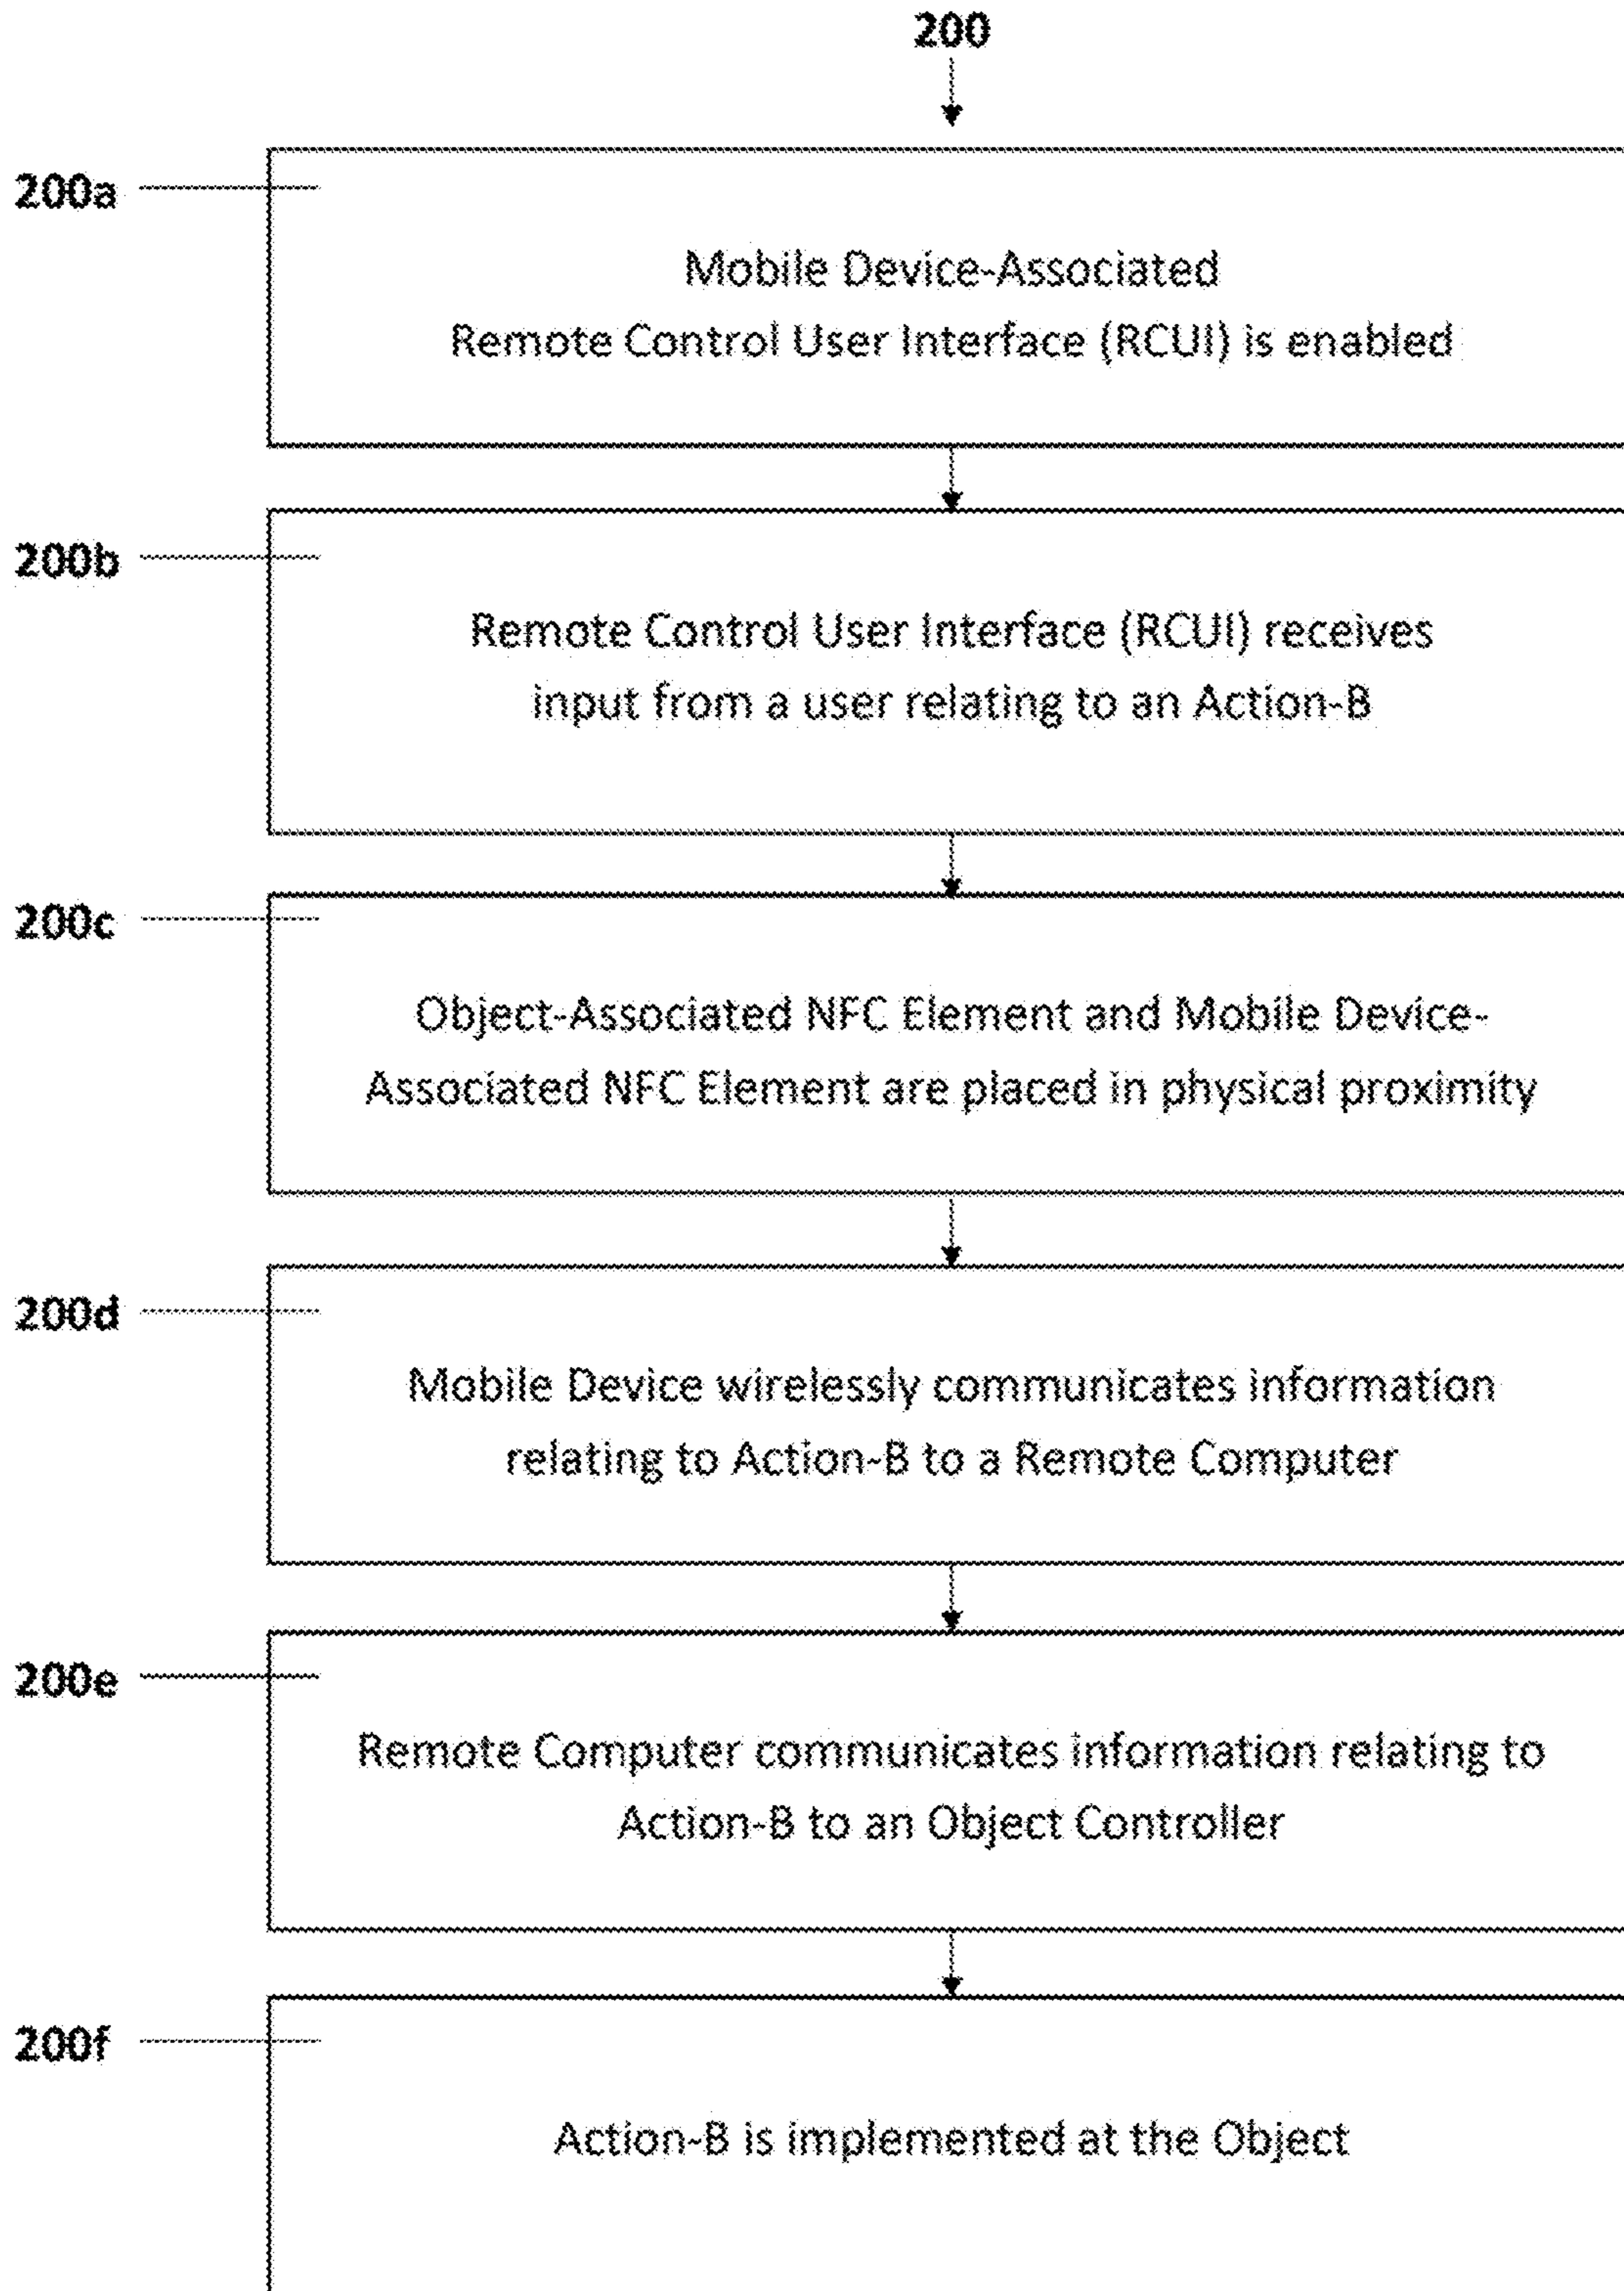 200
200a
Mobile Device-Associated
Remote Control User Interface (RCUI) is enabled
200b
Remote Control User Interface (RCUI) receives
input from a user relating to an Action-B
200c
Object-Associated NFC Element and Mobile Device-
Associated NFC Element are placed in physical proximity
200d
Mobile Device wirelessly communicates information
relating to Action-B to a Remote Computer
200e
Remote Computer communicates information relating to
Action-B to an Object Controller
200f
Action-B is implemented at the Object